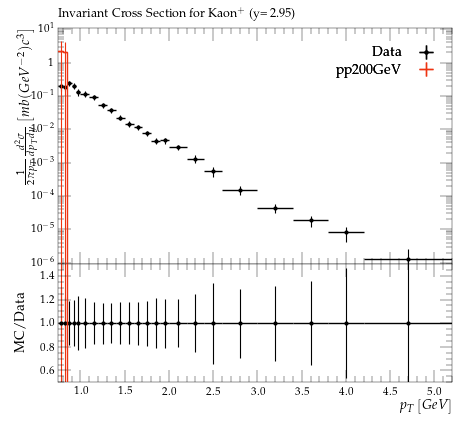 Invariant Cross Section for Kaon⁺ (y=2.95)
1/2πp_T d²σ/dp_T dy [mb(GeV⁻²)c³]
Data
pp200GeV
10¹
1
10⁻¹
10⁻²
10⁻³
10⁻⁴
10⁻⁵
10⁻⁶
MC/Data
1.4
1.2
1.0
0.8
0.6
1.0 1.5 2.0 2.5 3.0 3.5 4.0 4.5 5.0
p_T [GeV]